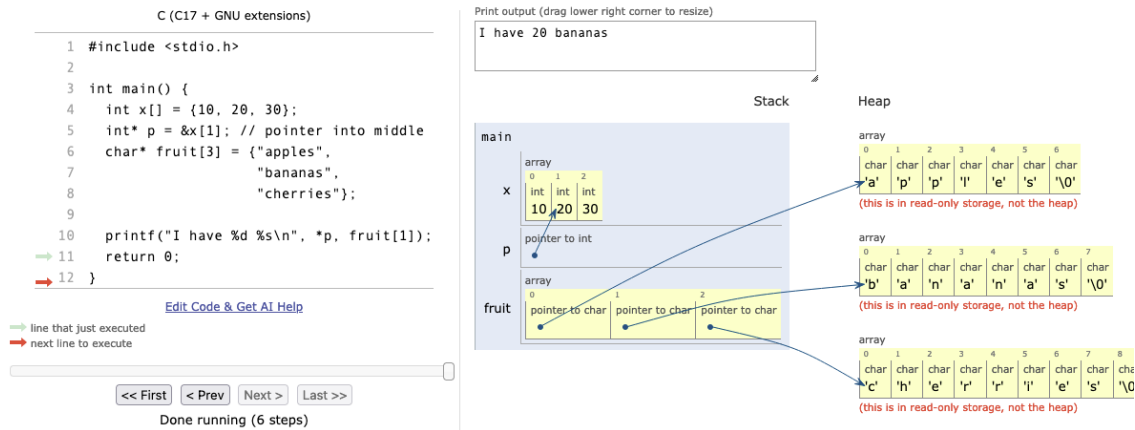 C (C17 + GNU extensions)
1 #include <stdio.h>
2
3 int main() {
4 int x[] = {10, 20, 30};
5 int* p = &x[1]; // pointer into middle
6 char* fruit[3] = {"apples",
7 "bananas",
8 "cherries"};
9
10 printf("I have %d %s\n", *p, fruit[1]);
11 return 0;
12 }
Edit Code & Get AI Help
line that just executed
next line to execute
<< First < Prev Next > Last >>
Done running (6 steps)
Print output (drag lower right corner to resize)
I have 20 bananas
Stack Heap
main
x
array
0 1 2
int int int
10 20 30
p
pointer to int
fruit
array
0 1 2
pointer to char pointer to char pointer to char
array
0 1 2 3 4 5 6
char char char char char char char
'a' 'p' 'p' 'l' 'e' 's' '\0'
(this is in read-only storage, not the heap)
array
0 1 2 3 4 5 6 7
char char char char char char char char
'b' 'a' 'n' 'a' 'n' 'a' 's' '\0'
(this is in read-only storage, not the heap)
array
0 1 2 3 4 5 6 7 8
char char char char char char char char cha
'c' 'h' 'e' 'r' 'r' 'i' 'e' 's' '\0
(this is in read-only storage, not the heap)